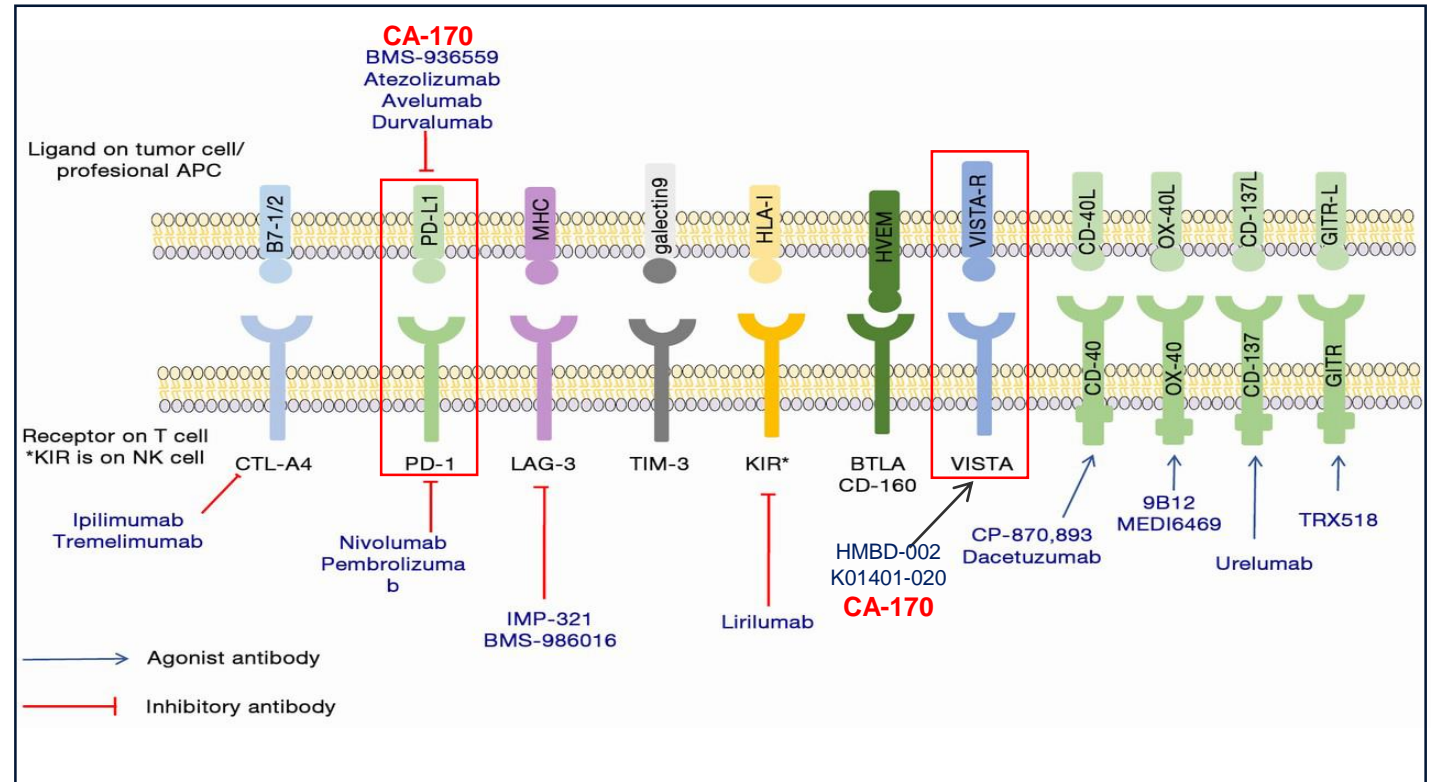 CA-170
BMS-936559
Atezolizumab
Avelumab
Durvalumab
Ligand on tumor cell/
profesional APC
B7-1/2
PD-L1
MHC
galectin9
HLA-I
HVEM
VISTA-R
CD-40L
OX-40L
CD-137L
GITR-L
CD-40
OX-40
CD-137
GITR
Receptor on T cell
*KIR is on NK cell
CTL-A4
PD-1
LAG-3
TIM-3
KIR*
BTLA
CD-160
VISTA
Ipilimumab
Tremelimumab
Nivolumab
Pembrolizuma
b
IMP-321
BMS-986016
Lirilumab
HMBD-002
K01401-020
CA-170
CP-870,893
Dacetuzumab
9B12
MEDI6469
Urelumab
TRX518
Agonist antibody
Inhibitory antibody